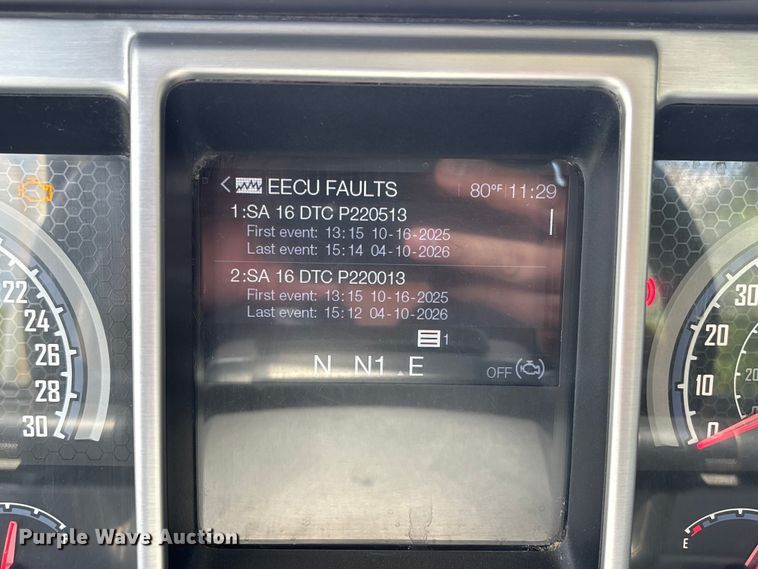 EECU FAULTS 80°F 11:29
1:SA 16 DTC P220513
First event: 13:15 10-16-2025
Last event: 15:14 04-10-2026
2:SA 16 DTC P220013
First event: 13:15 10-16-2025
Last event: 15:12 04-10-2026
1
N N1 E
OFF
22
24
26
28
30
30
20
10
0
20
0
E
Purple Wave Auction